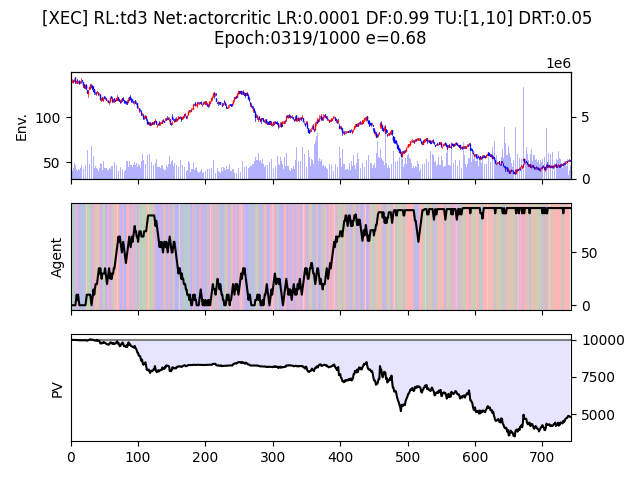 [XEC] RL:td3 Net:actorcritic LR:0.0001 DF:0.99 TU:[1,10] DRT:0.05
Epoch:0319/1000 e=0.68
1e6
Env.
100
50
5
0
Agent
50
0
PV
10000
7500
5000
0 100 200 300 400 500 600 700